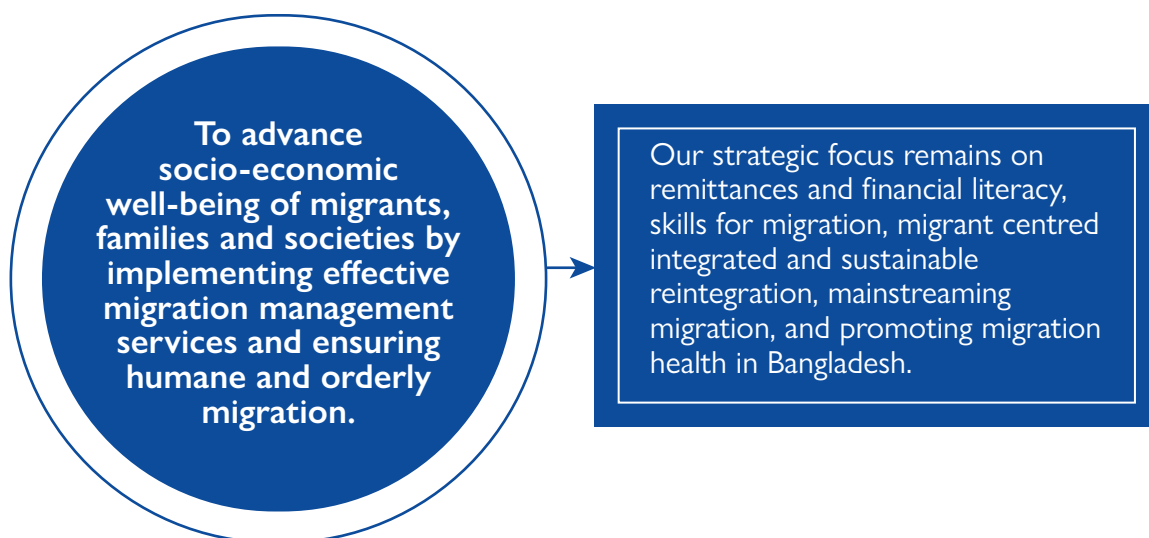 To advance
socio-economic
well-being of migrants,
families and societies by
implementing effective
migration management
services and ensuring
humane and orderly
migration.
Our strategic focus remains on
remittances and financial literacy,
skills for migration, migrant centred
integrated and sustainable
reintegration, mainstreaming
migration, and promoting migration
health in Bangladesh.